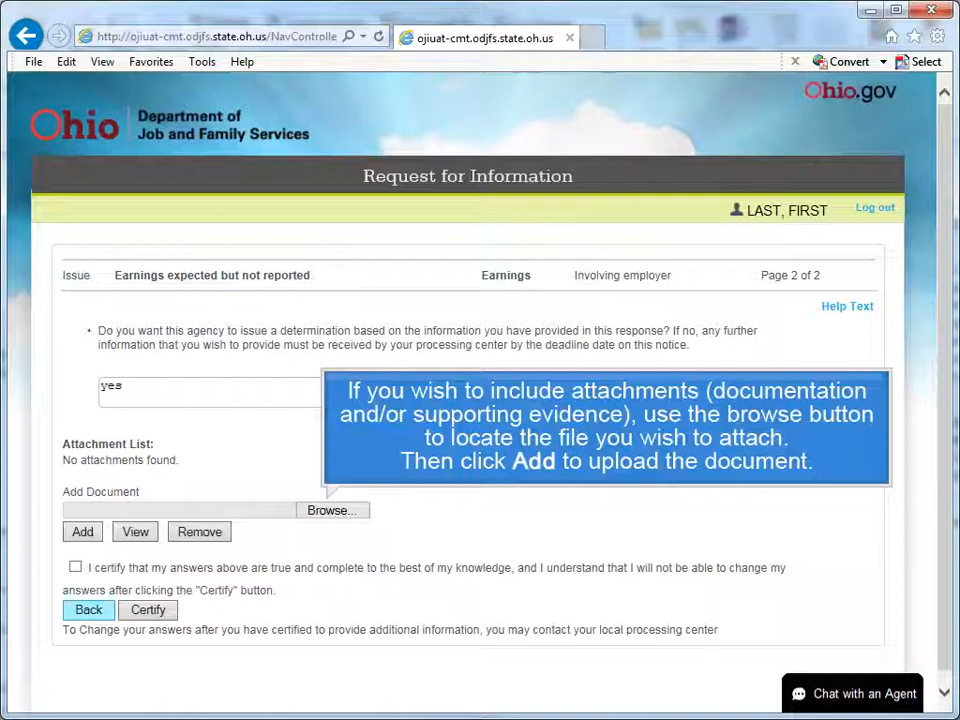 http://ojiuat-cmt.odjfs.state.oh.us/NavControlle
ojiuat-cmt.odjfs.state.oh.us
File Edit View Favorites Tools Help
Convert Select
Ohio.gov
Ohio Department of
Job and Family Services
Request for Information
LAST, FIRST Log out
Issue Earnings expected but not reported Earnings Involving employer Page 2 of 2
Help Text
• Do you want this agency to issue a determination based on the information you have provided in this response? If no, any further
information that you wish to provide must be received by your processing center by the deadline date on this notice.
yes
If you wish to include attachments (documentation
and/or supporting evidence), use the browse button
to locate the file you wish to attach.
Then click Add to upload the document.
Attachment List:
No attachments found.
Add Document
Browse...
Add View Remove
I certify that my answers above are true and complete to the best of my knowledge, and I understand that I will not be able to change my
answers after clicking the "Certify" button.
Back Certify
To Change your answers after you have certified to provide additional information, you may contact your local processing center
Chat with an Agent